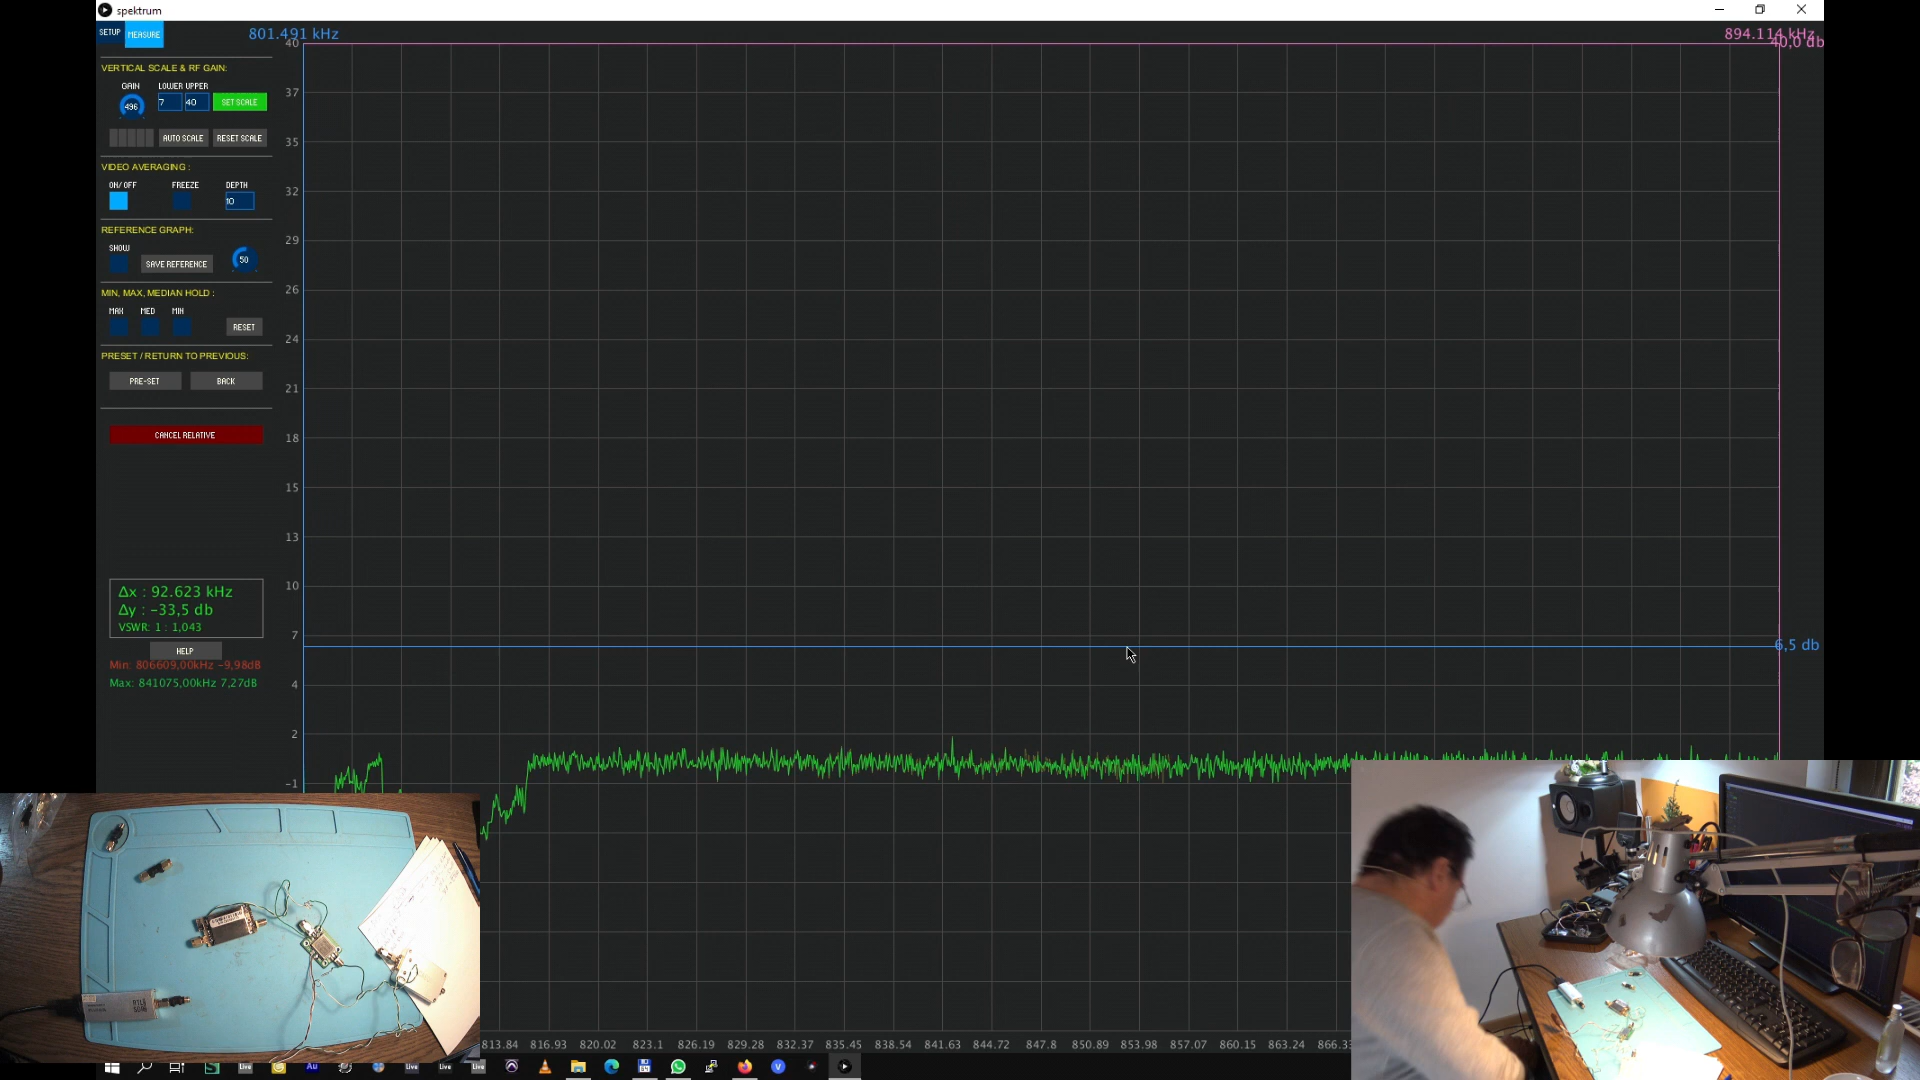 spektrum
SETUP
MEASURE
801.491 kHz
894.114 kHz
40,0 db
VERTICAL SCALE & RF GAIN:
GAIN
LOWER UPPER
496
7
40
SET SCALE
AUTO SCALE
RESET SCALE
VIDEO AVERAGING :
ON/OFF
FREEZE
DEPTH
10
REFERENCE GRAPH:
SHOW
SAVE REFERENCE
50
MIN, MAX, MEDIAN HOLD :
MAX
MED
MIN
RESET
PRESET / RETURN TO PREVIOUS:
PRE-SET
BACK
CANCEL RELATIVE
Δx : 92.623 kHz
Δy : -33,5 db
VSWR: 1 : 1,043
HELP
Min: 806609,00kHz -9,98dB
Max: 841075,00kHz 7,27dB
40
37
35
32
29
26
24
21
18
15
13
10
7
4
2
-1
6,5 db
813.84 816.93 820.02 823.1 826.19 829.28 832.37 835.45 838.54 841.63 844.72 847.8 850.89 853.98 857.07 860.15 863.24
Live
Au
Live
Live
Live